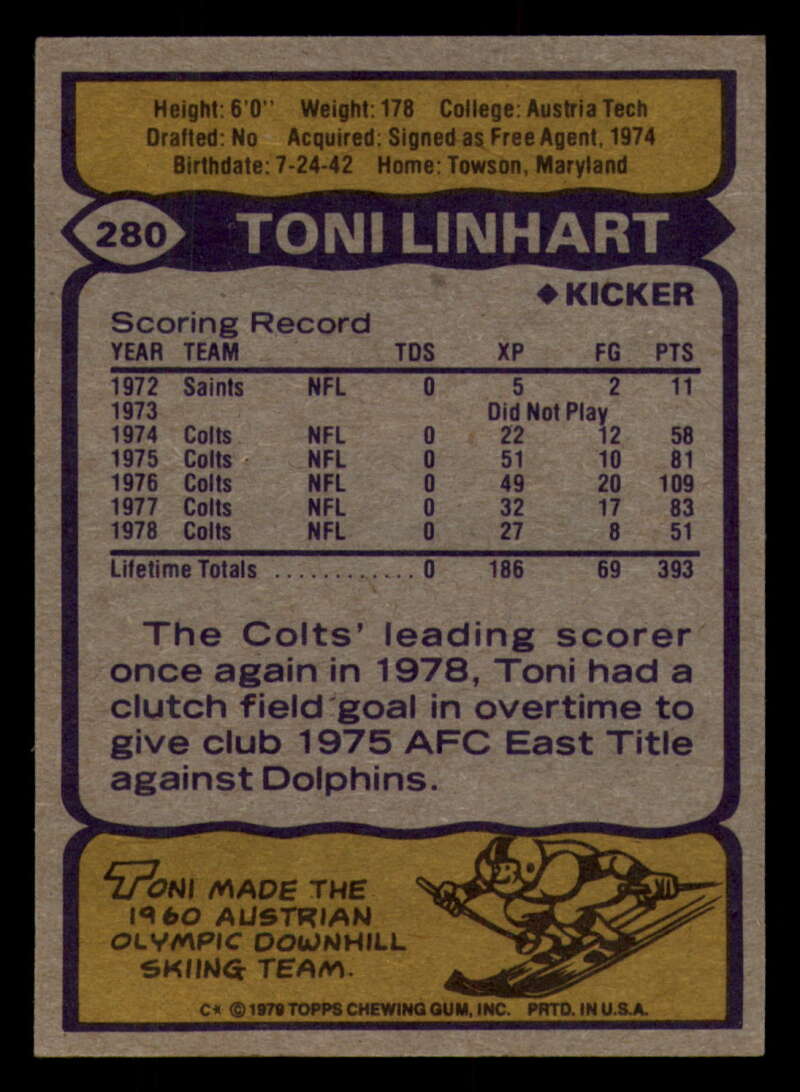 Height: 6'0" Weight: 178 College: Austria Tech
Drafted: No Acquired: Signed as Free Agent, 1974
Birthdate: 7-24-42 Home: Towson, Maryland
280 TONI LINHART
◆ KICKER
Scoring Record
YEAR TEAM TDS XP FG PTS
1972 Saints NFL 0 5 2 11
1973 Did Not Play
1974 Colts NFL 0 22 12 58
1975 Colts NFL 0 51 10 81
1976 Colts NFL 0 49 20 109
1977 Colts NFL 0 32 17 83
1978 Colts NFL 0 27 8 51
Lifetime Totals ............. 0 186 69 393
The Colts' leading scorer
once again in 1978, Toni had a
clutch field goal in overtime to
give club 1975 AFC East Title
against Dolphins.
TONI MADE THE
1960 AUSTRIAN
OLYMPIC DOWNHILL
SKIING TEAM.
C* © 1979 TOPPS CHEWING GUM, INC. PRTD. IN U.S.A.